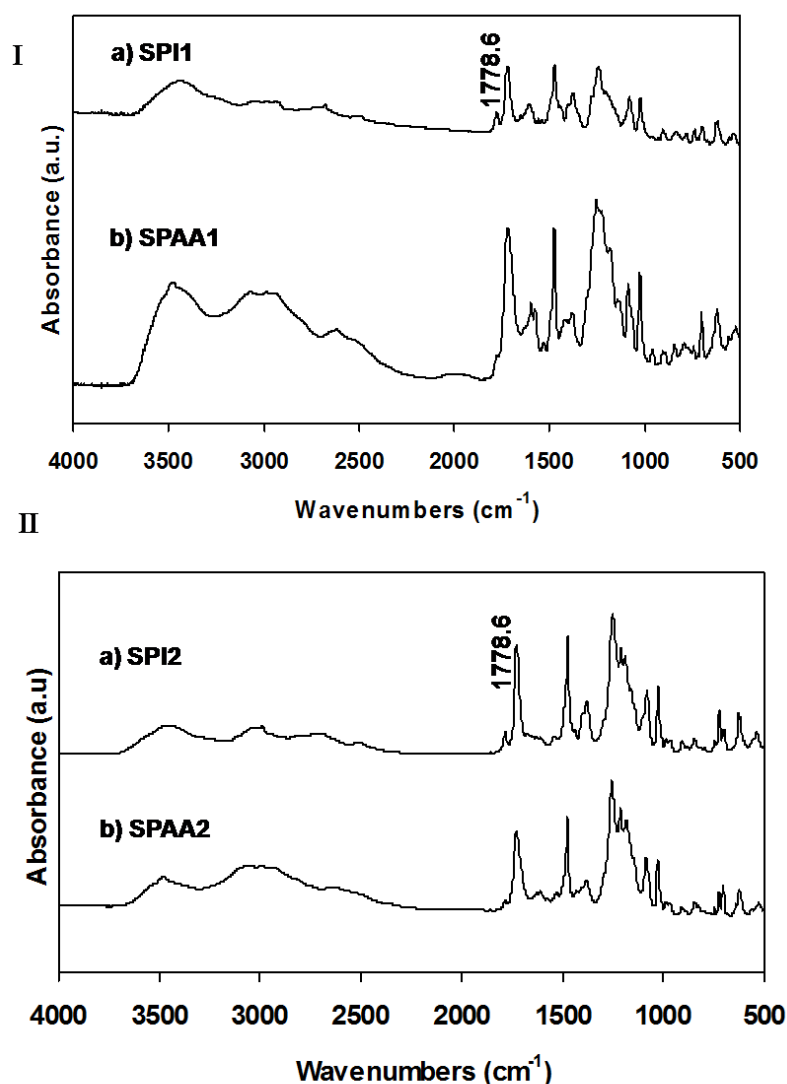 I
a) SPI1
1778.6
b) SPAA1
Absorbance (a.u.)
4000 3500 3000 2500 2000 1500 1000 500
Wavenumbers (cm-1)
II
a) SPI2
1778.6
b) SPAA2
Absorbance (a.u)
4000 3500 3000 2500 2000 1500 1000 500
Wavenumbers (cm-1)